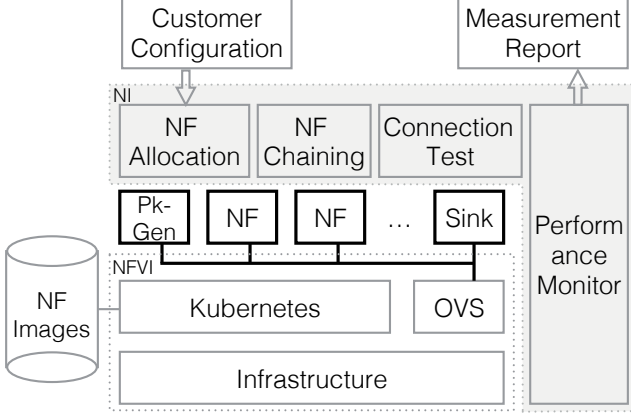 Customer
Configuration
Measurement
Report
NI
NF
Allocation
NF
Chaining
Connection
Test
Pk-
Gen
NF
NF
...
Sink
Perform
ance
Monitor
NFVI
NF
Images
Kubernetes
OVS
Infrastructure